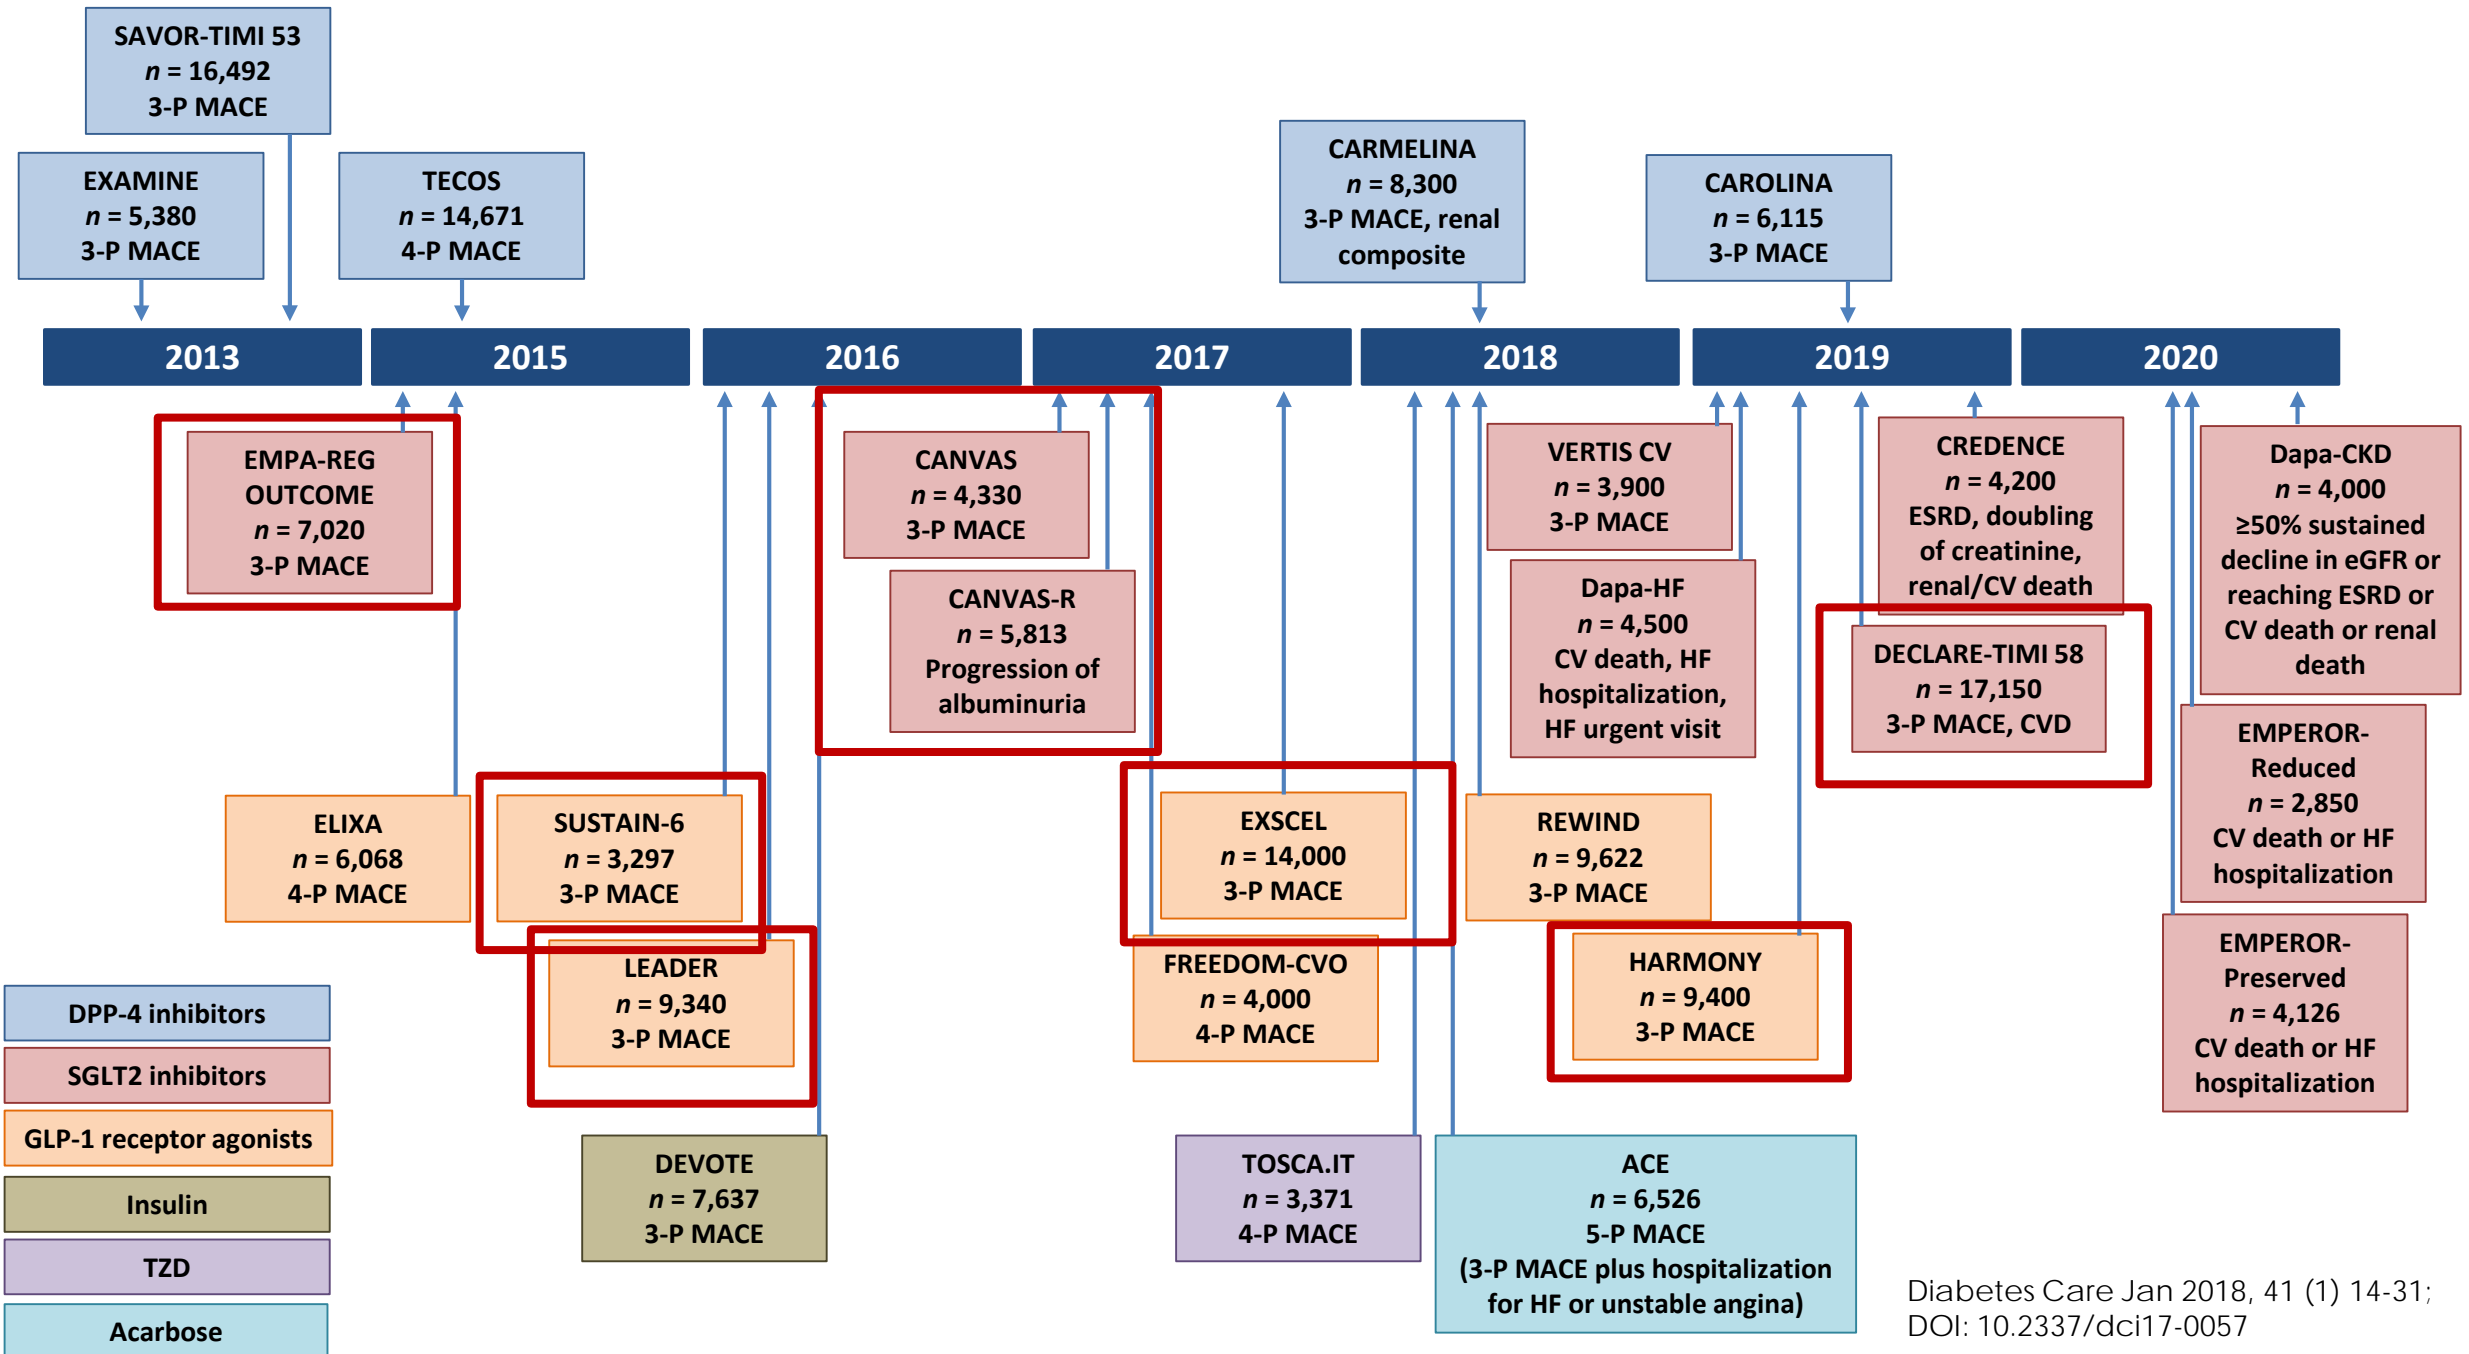 SAVOR-TIMI 53
n = 16,492
3-P MACE
EXAMINE
n = 5,380
3-P MACE
TECOS
n = 14,671
4-P MACE
CARMELINA
n = 8,300
3-P MACE, renal
composite
CAROLINA
n = 6,115
3-P MACE
2013
2015
2016
2017
2018
2019
2020
EMPA-REG
OUTCOME
n = 7,020
3-P MACE
CANVAS
n = 4,330
3-P MACE
CANVAS-R
n = 5,813
Progression of
albuminuria
VERTIS CV
n = 3,900
3-P MACE
Dapa-HF
n = 4,500
CV death, HF
hospitalization,
HF urgent visit
CREDENCE
n = 4,200
ESRD, doubling
of creatinine,
renal/CV death
DECLARE-TIMI 58
n = 17,150
3-P MACE, CVD
Dapa-CKD
n = 4,000
≥50% sustained
decline in eGFR or
reaching ESRD or
CV death or renal
death
EMPEROR-
Reduced
n = 2,850
CV death or HF
hospitalization
EMPEROR-
Preserved
n = 4,126
CV death or HF
hospitalization
ELIXA
n = 6,068
4-P MACE
SUSTAIN-6
n = 3,297
3-P MACE
LEADER
n = 9,340
3-P MACE
EXSCEL
n = 14,000
3-P MACE
FREEDOM-CVO
n = 4,000
4-P MACE
REWIND
n = 9,622
3-P MACE
HARMONY
n = 9,400
3-P MACE
DEVOTE
n = 7,637
3-P MACE
TOSCA.IT
n = 3,371
4-P MACE
ACE
n = 6,526
5-P MACE
(3-P MACE plus hospitalization
for HF or unstable angina)
DPP-4 inhibitors
SGLT2 inhibitors
GLP-1 receptor agonists
Insulin
TZD
Acarbose
Diabetes Care Jan 2018, 41 (1) 14-31;
DOI: 10.2337/dci17-0057